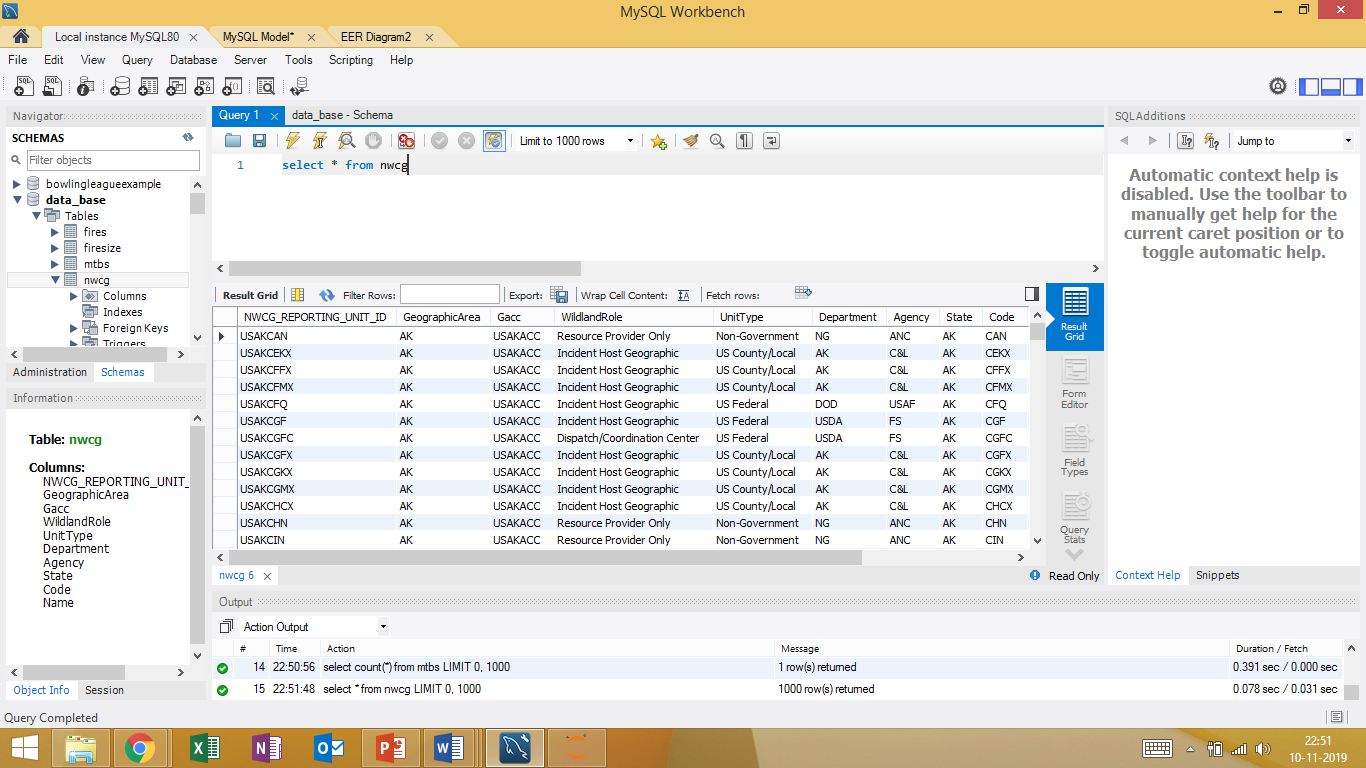 MySQL Workbench
Local instance MySQL80 MySQL Model* EER Diagram2
File Edit View Query Database Server Tools Scripting Help
Navigator
SCHEMAS
Filter objects
bowlingleagueexample
data_base
Tables
fires
firesize
mtbs
nwcg
Columns
Indexes
Foreign Keys
Triggers
Administration Schemas
Information
Table: nwcg
Columns:
NWCG_REPORTING_UNIT_
GeographicArea
Gacc
WildlandRole
UnitType
Department
Agency
State
Code
Name
Object Info Session
Query 1 data_base - Schema
Limit to 1000 rows
1 select * from nwcg
Result Grid Filter Rows: Export: Wrap Cell Content: Fetch rows:
NWCG_REPORTING_UNIT_ID GeographicArea Gacc WildlandRole UnitType Department Agency State Code
USAKCAN AK USAKACC Resource Provider Only Non-Government NG ANC AK CAN
USAKCEKX AK USAKACC Incident Host Geographic US County/Local AK C&L AK CEKX
USAKCFFX AK USAKACC Incident Host Geographic US County/Local AK C&L AK CFFX
USAKCFMX AK USAKACC Incident Host Geographic US County/Local AK C&L AK CFMX
USAKCFQ AK USAKACC Incident Host Geographic US Federal DOD USAF AK CFQ
USAKCGF AK USAKACC Incident Host Geographic US Federal USDA FS AK CGF
USAKCGFC AK USAKACC Dispatch/Coordination Center US Federal USDA FS AK CGFC
USAKCGFX AK USAKACC Incident Host Geographic US County/Local AK C&L AK CGFX
USAKCGKX AK USAKACC Incident Host Geographic US County/Local AK C&L AK CGKX
USAKCGMX AK USAKACC Incident Host Geographic US County/Local AK C&L AK CGMX
USAKCHCX AK USAKACC Incident Host Geographic US County/Local AK C&L AK CHCX
USAKCHN AK USAKACC Resource Provider Only Non-Government NG ANC AK CHN
USAKCIN AK USAKACC Resource Provider Only Non-Government NG ANC AK CIN
Result
Grid
Form
Editor
Field
Types
Query
Stats
nwcg 6 Read Only
SQLAdditions
Jump to
Automatic context help is
disabled. Use the toolbar to
manually get help for the
current caret position or to
toggle automatic help.
Context Help Snippets
Output
Action Output
# Time Action Message Duration / Fetch
14 22:50:56 select count(*) from mtbs LIMIT 0, 1000 1 row(s) returned 0.391 sec / 0.000 sec
15 22:51:48 select * from nwcg LIMIT 0, 1000 1000 row(s) returned 0.078 sec / 0.031 sec
Query Completed
22:51
10-11-2019